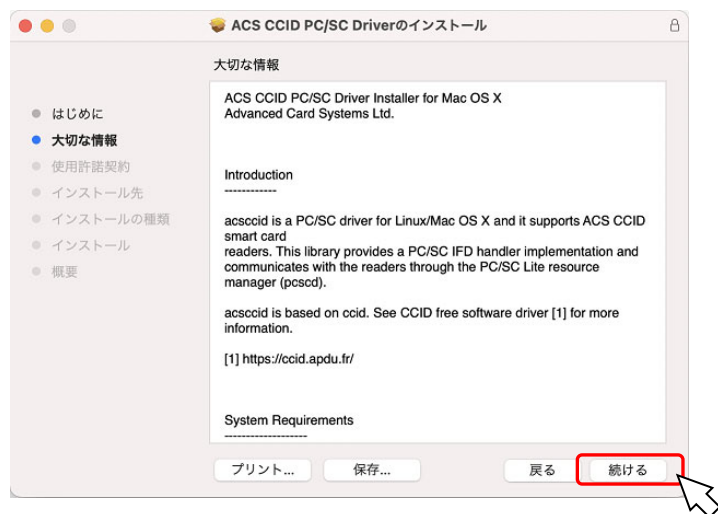 ACS CCID PC/SC Driverのインストール
大切な情報
はじめに
大切な情報
使用許諾契約
インストール先
インストールの種類
インストール
概要
ACS CCID PC/SC Driver Installer for Mac OS X
Advanced Card Systems Ltd.
Introduction
------------
acsccid is a PC/SC driver for Linux/Mac OS X and it supports ACS CCID
smart card
readers. This library provides a PC/SC IFD handler implementation and
communicates with the readers through the PC/SC Lite resource
manager (pcscd).
acsccid is based on ccid. See CCID free software driver [1] for more
information.
[1] https://ccid.apdu.fr/
System Requirements
-------------------
プリント...
保存...
戻る
続ける